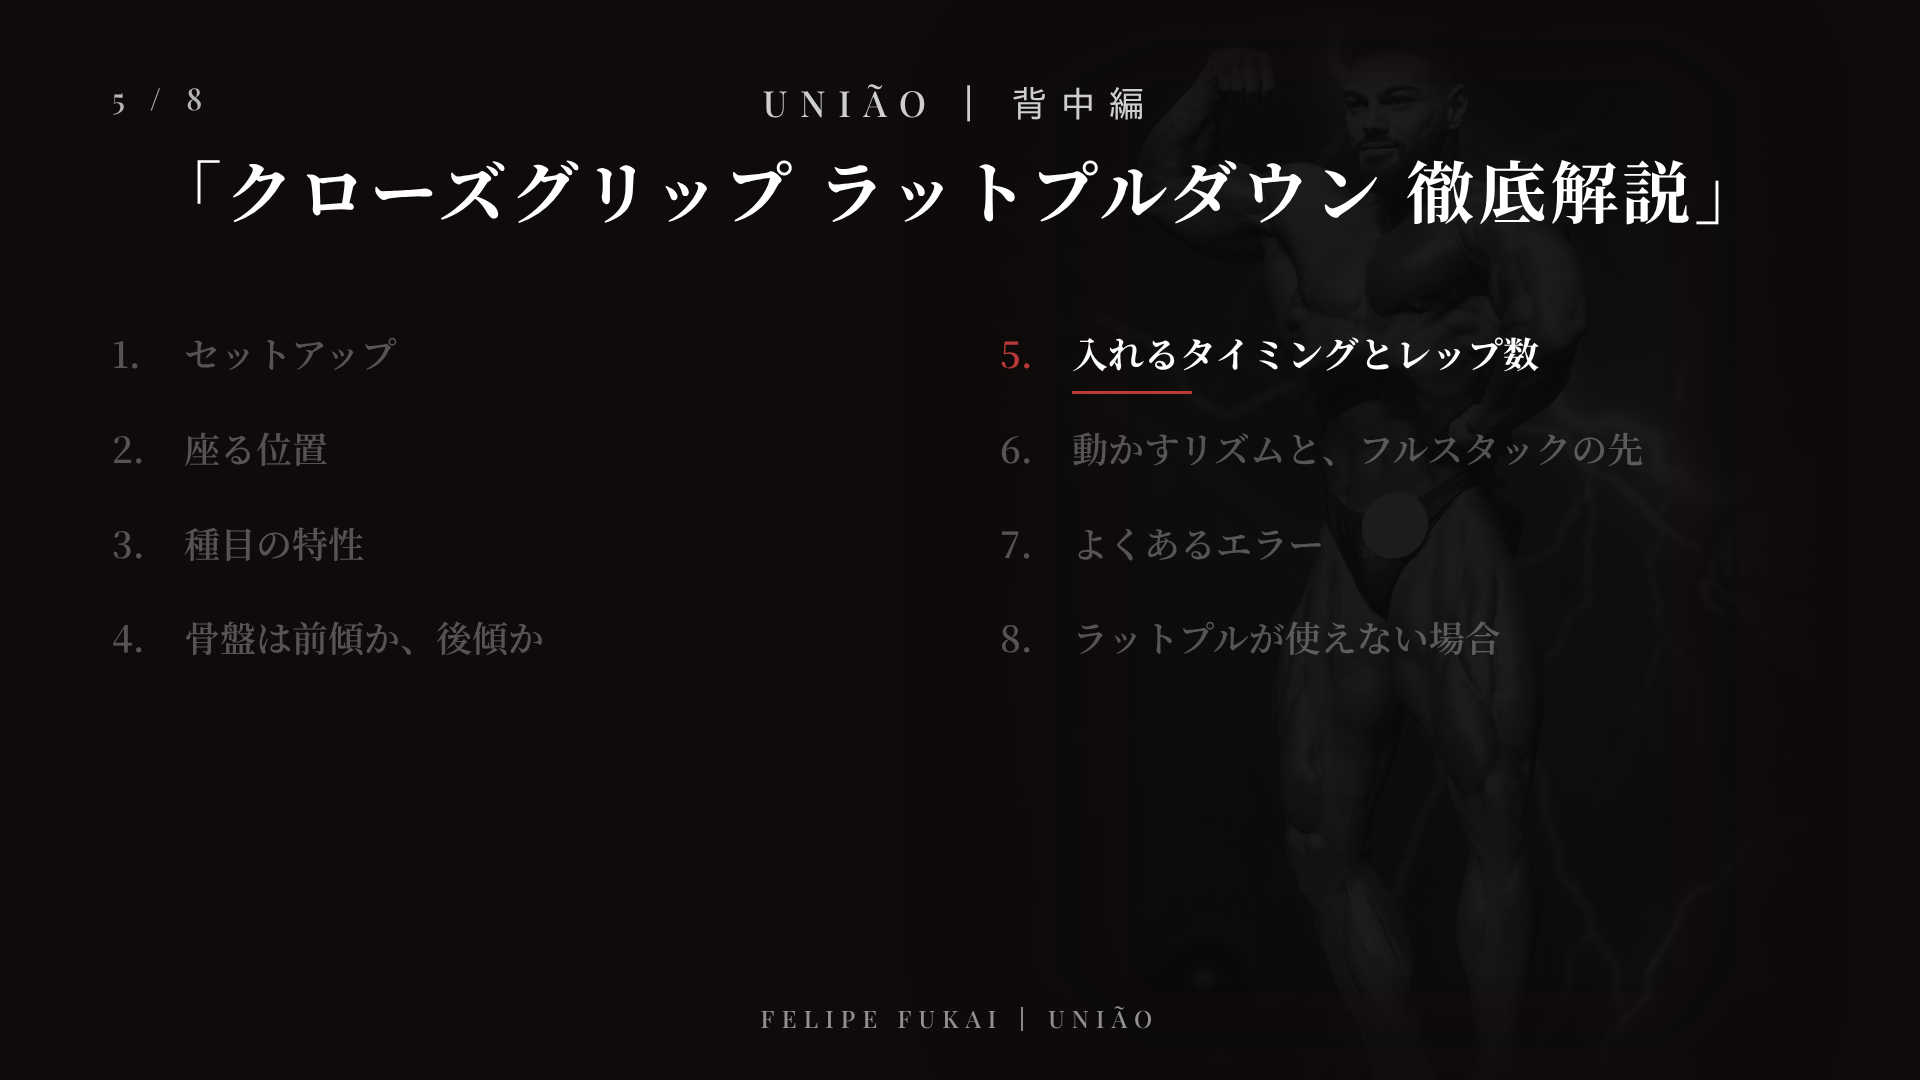 5 / 8
UNIÃO | 背中編
「クローズグリップ ラットプルダウン 徹底解説」
1. セットアップ
2. 座る位置
3. 種目の特性
4. 骨盤は前傾か、後傾か
5. 入れるタイミングとレップ数
6. 動かすリズムと、フルスタックの先
7. よくあるエラー
8. ラットプルが使えない場合
FELIPE FUKAI | UNIÃO